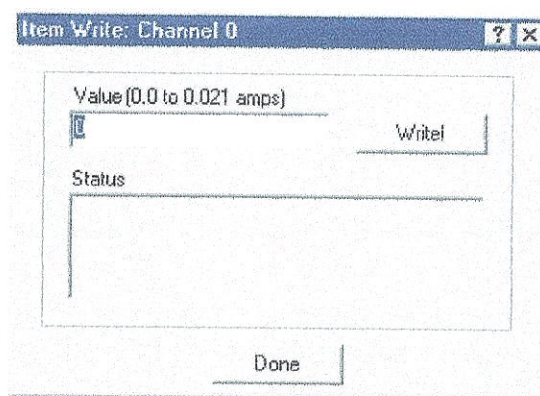 Item Write: Channel 0
? ×
Value (0.0 to 0.021 amps)
0
Write!
Status
Done